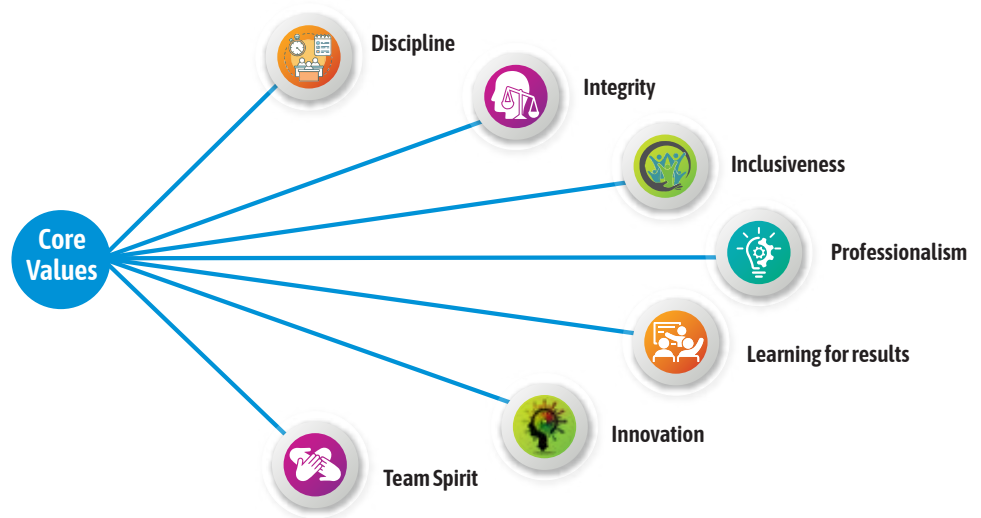 Core
Values
Discipline
Integrity
Inclusiveness
Professionalism
Learning for results
Innovation
Team Spirit